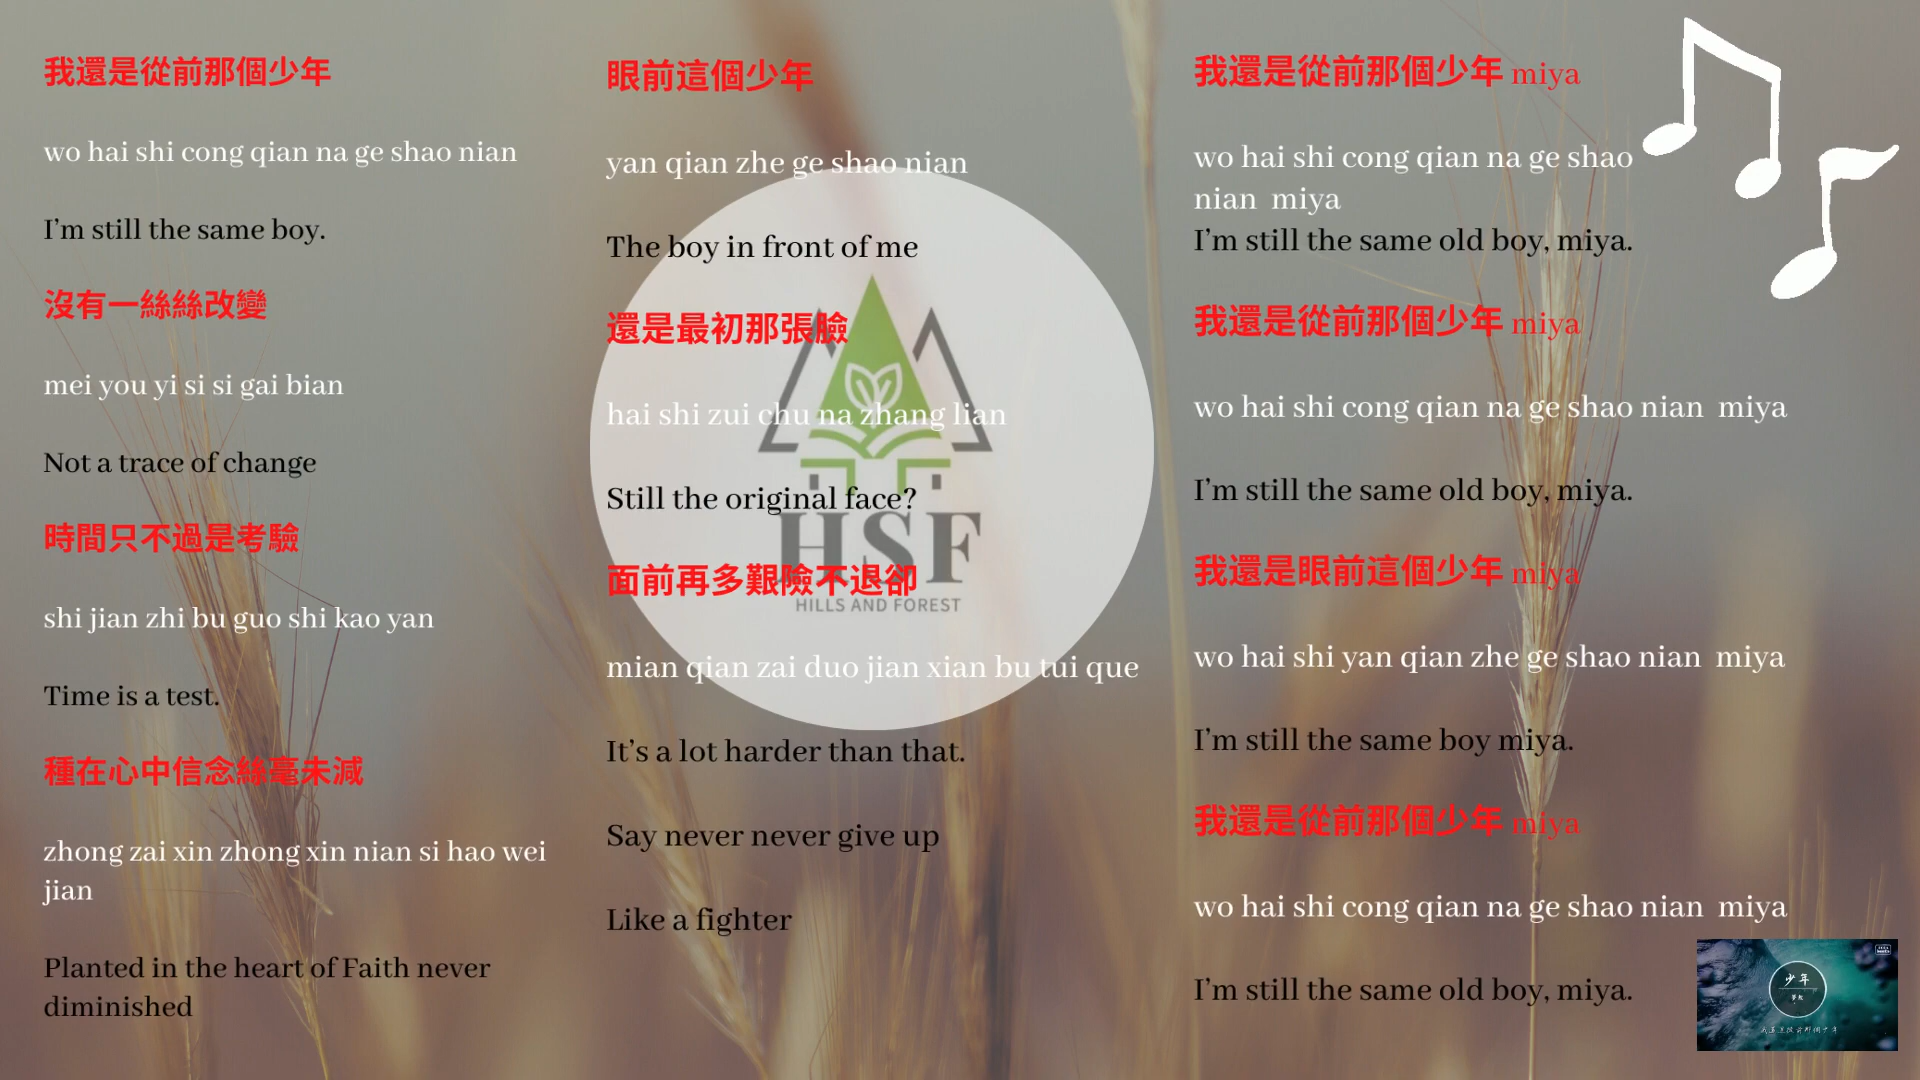 我還是從前那個少年
wo hai shi cong qian na ge shao nian
I’m still the same boy.
沒有一絲絲改變
mei you yi si si gai bian
Not a trace of change
時間只不過是考驗
shi jian zhi bu guo shi kao yan
Time is a test.
種在心中信念絲毫未減
zhong zai xin zhong xin nian si hao wei
jian
Planted in the heart of Faith never
diminished
眼前這個少年
yan qian zhe ge shao nian
The boy in front of me
還是最初那張臉
hai shi zui chu na zhang lian
Still the original face?
面前再多艱險不退卻
mian qian zai duo jian xian bu tui que
It’s a lot harder than that.
Say never never give up
Like a fighter
HSF
HILLS AND FOREST
我還是從前那個少年 miya
wo hai shi cong qian na ge shao
nian miya
I’m still the same old boy, miya.
我還是從前那個少年 miya
wo hai shi cong qian na ge shao nian miya
I’m still the same old boy, miya.
我還是眼前這個少年 miya
wo hai shi yan qian zhe ge shao nian miya
I’m still the same boy miya.
我還是從前那個少年 miya
wo hai shi cong qian na ge shao nian miya
I’m still the same old boy, miya.
少年